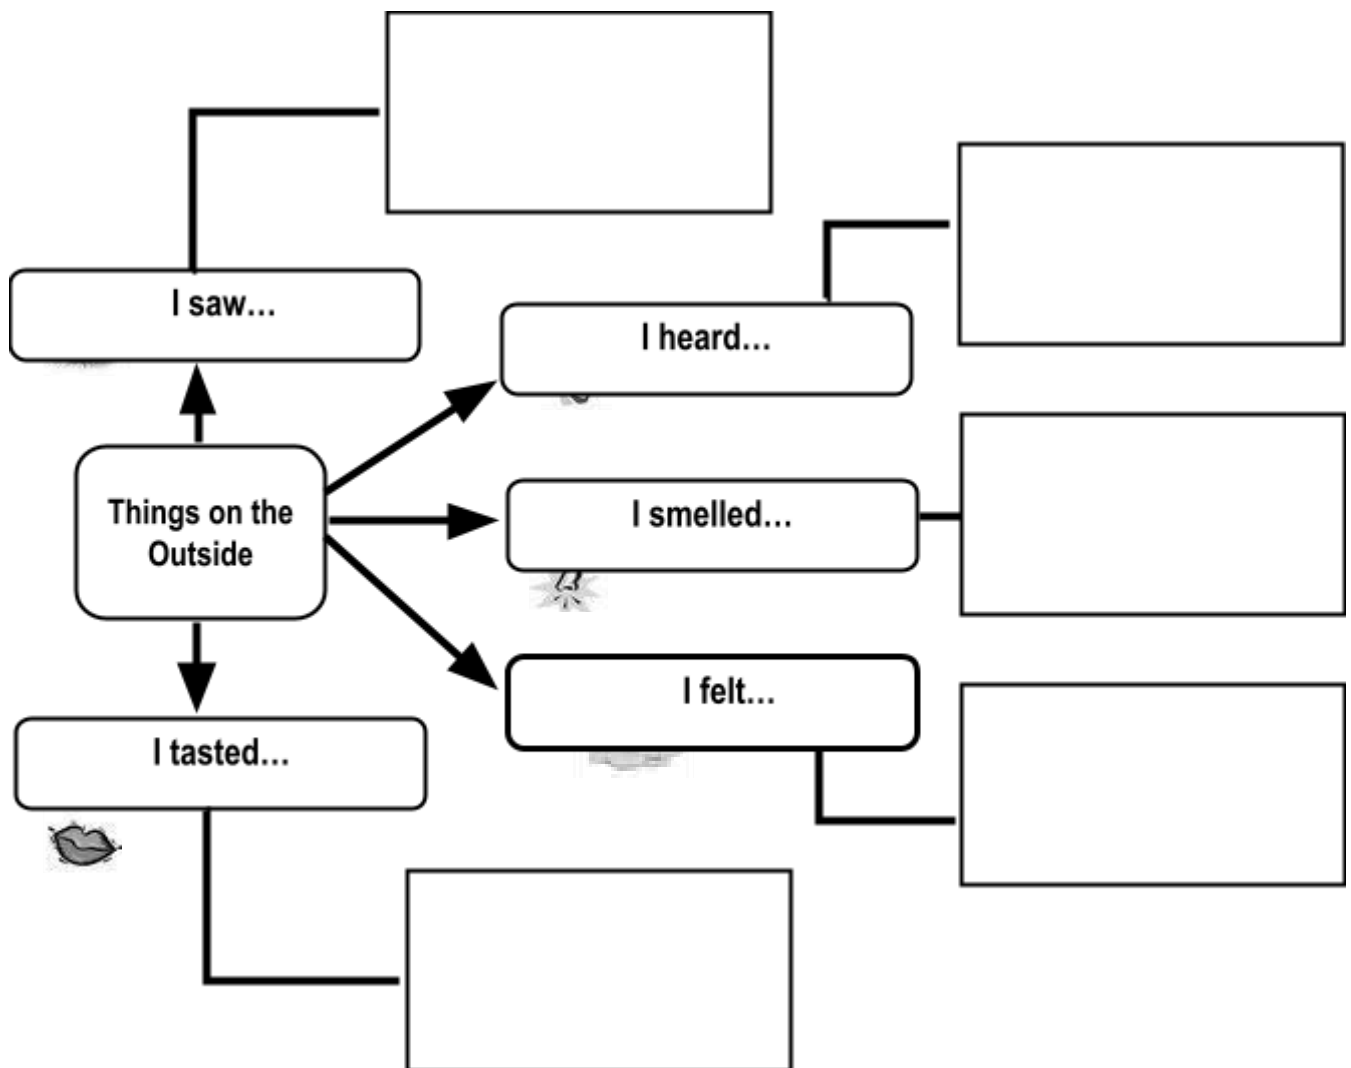 I saw…
I heard…
Things on the
Outside
I smelled…
I felt…
I tasted…